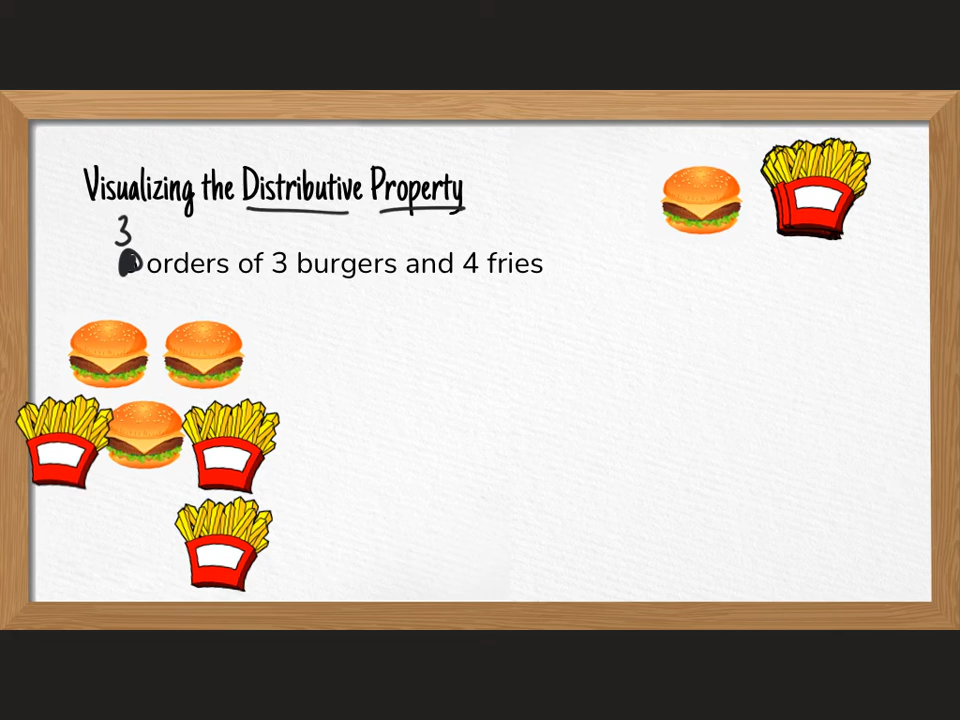 Visualizing the Distributive Property
3
orders of 3 burgers and 4 fries